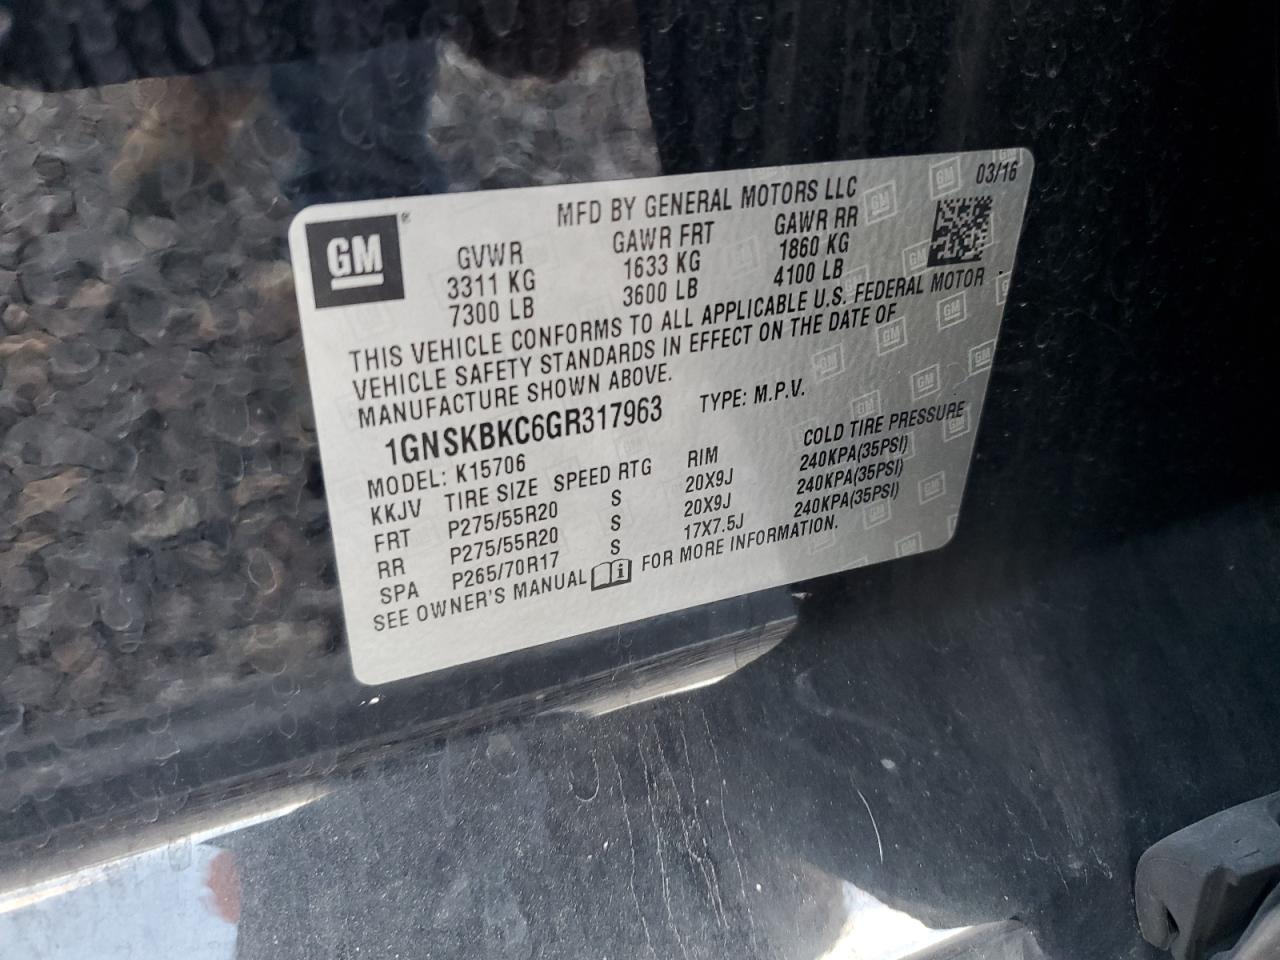 03/16
MFD BY GENERAL MOTORS LLC
GM®
GVWR GAWR FRT GAWR RR
3311 KG 1633 KG 1860 KG
7300 LB 3600 LB 4100 LB
THIS VEHICLE CONFORMS TO ALL APPLICABLE U.S. FEDERAL MOTOR
VEHICLE SAFETY STANDARDS IN EFFECT ON THE DATE OF
MANUFACTURE SHOWN ABOVE.
1GNSKBKC6GR317963 TYPE: M.P.V.
MODEL: K15706
KKJV TIRE SIZE SPEED RTG RIM COLD TIRE PRESSURE
FRT P275/55R20 S 20X9J 240KPA(35PSI)
RR P275/55R20 S 20X9J 240KPA(35PSI)
SPA P265/70R17 S 17X7.5J 240KPA(35PSI)
SEE OWNER'S MANUAL FOR MORE INFORMATION.